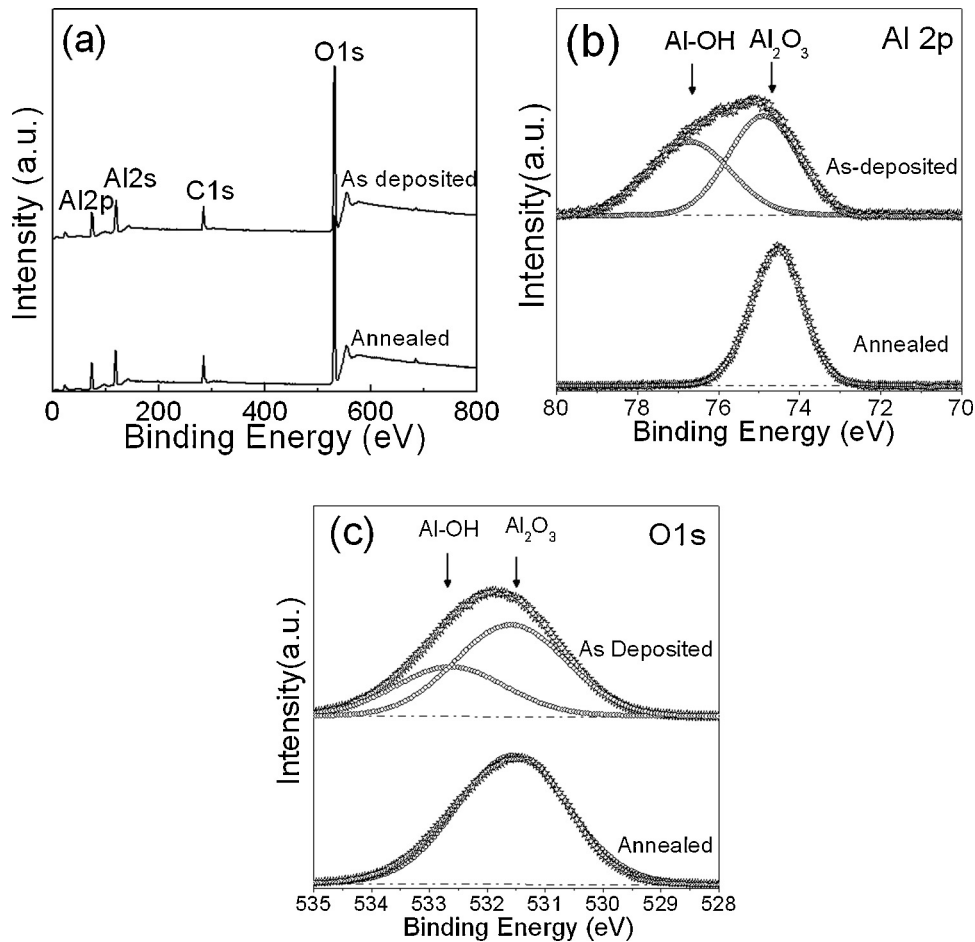 (a)
O1s
Al2p
Al2s
C1s
As deposited
Annealed
Intensity (a.u.)
0 200 400 600 800
Binding Energy (eV)
(b)
Al-OH
Al₂O₃
Al 2p
As-deposited
Annealed
Intensity(a.u.)
80 78 76 74 72 70
Binding Energy (eV)
(c)
Al-OH
Al₂O₃
O1s
As Deposited
Annealed
Intensity(a.u.)
535 534 533 532 531 530 529 528
Binding Energy (eV)